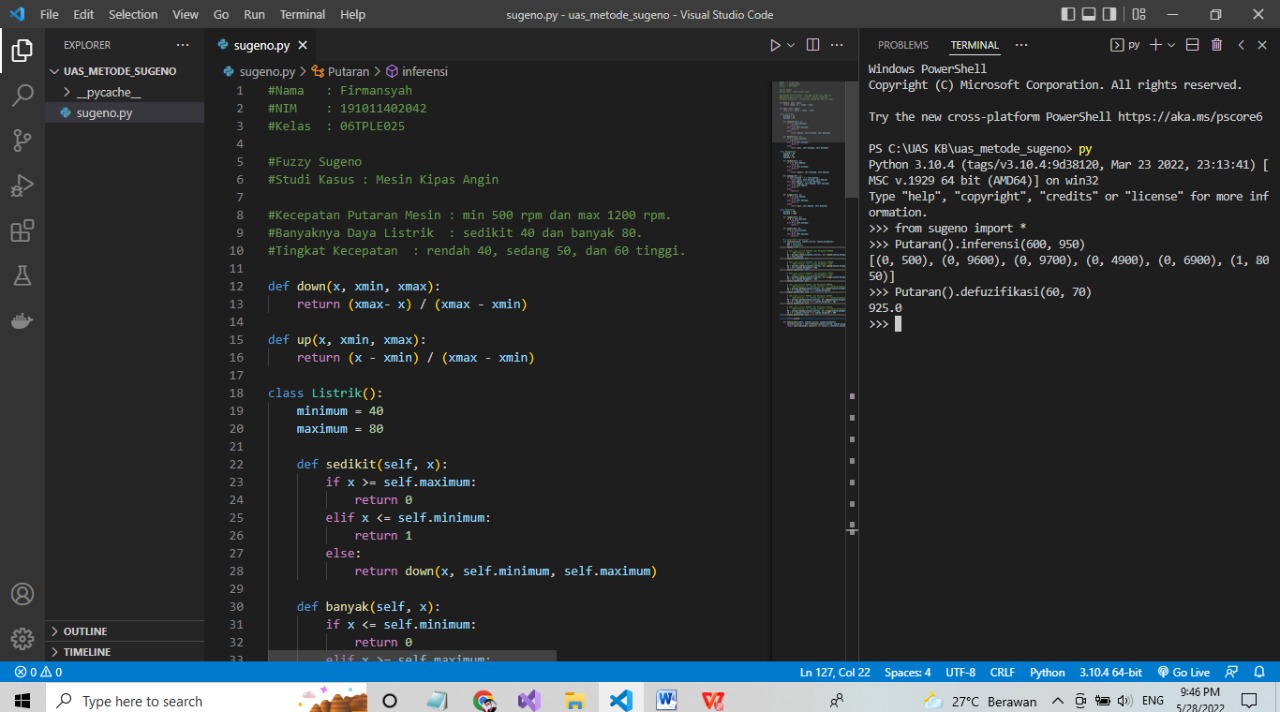 File Edit Selection View Go Run Terminal Help sugeno.py - uas_metode_sugeno - Visual Studio Code
EXPLORER
UAS_METODE_SUGENO
__pycache__
sugeno.py
OUTLINE
TIMELINE
sugeno.py
sugeno.py > Putaran > inferensi
1 #Nama   : Firmansyah
2 #NIM    : 191011402042
3 #Kelas  : 06TPLE025
4
5 #Fuzzy Sugeno
6 #Studi Kasus : Mesin Kipas Angin
7
8 #Kecepatan Putaran Mesin : min 500 rpm dan max 1200 rpm.
9 #Banyaknya Daya Listrik  : sedikit 40 dan banyak 80.
10 #Tingkat Kecepatan  : rendah 40, sedang 50, dan 60 tinggi.
11
12 def down(x, xmin, xmax):
13     return (xmax- x) / (xmax - xmin)
14
15 def up(x, xmin, xmax):
16     return (x - xmin) / (xmax - xmin)
17
18 class Listrik():
19     minimum = 40
20     maximum = 80
21
22     def sedikit(self, x):
23         if x >= self.maximum:
24             return 0
25         elif x <= self.minimum:
26             return 1
27         else:
28             return down(x, self.minimum, self.maximum)
29
30     def banyak(self, x):
31         if x <= self.minimum:
32             return 0
33         elif x >= self.maximum:
PROBLEMS TERMINAL py
Windows PowerShell
Copyright (C) Microsoft Corporation. All rights reserved.
Try the new cross-platform PowerShell https://aka.ms/pscore6
PS C:\UAS KB\uas_metode_sugeno> py
Python 3.10.4 (tags/v3.10.4:9d38120, Mar 23 2022, 23:13:41) [
MSC v.1929 64 bit (AMD64)] on win32
Type "help", "copyright", "credits" or "license" for more inf
ormation.
>>> from sugeno import *
>>> Putaran().inferensi(600, 950)
[(0, 500), (0, 9600), (0, 9700), (0, 4900), (0, 6900), (1, 80
50)]
>>> Putaran().defuzifikasi(60, 70)
925.0
>>>
0 0 Ln 127, Col 22 Spaces: 4 UTF-8 CRLF Python 3.10.4 64-bit Go Live
Type here to search 27°C Berawan ENG
9:46 PM
5/28/2022